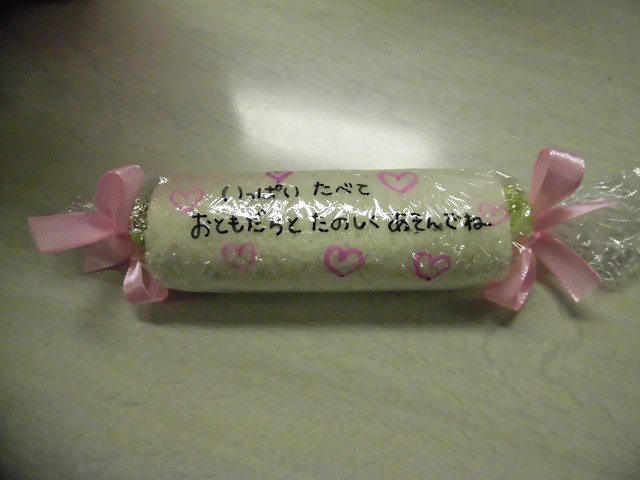 いっぱい たべて
おともだちと たのしく あそんでね